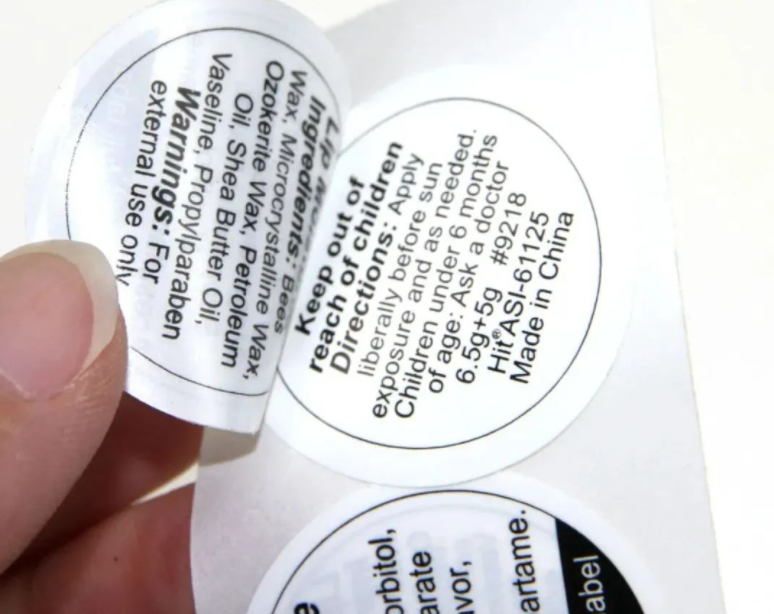 Lip
Ingredients: Bees
Wax, Microcrystalline Wax,
Ozokerite Wax, Petroleum
Oil, Shea Butter Oil,
Vaseline, Propylparaben
Warnings: For
external use only
Keep out of
reach of children
Directions: Apply
liberally before sun
exposure and as needed.
Children under 6 months
of age: Ask a doctor
6.5g+5g #9218
Hit® ASI-61125
Made in China
orbitol,
arate
avor,
artame.
abel